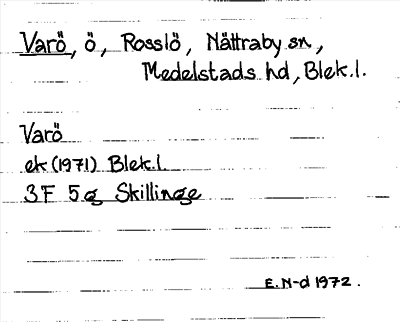 Varö, ö, Rosslö, Nättraby sn,
Medelstads hd, Blek.l.
Varö
ek (1971) Blek.l.
3F 5g Skillinge
E.N-d 1972.